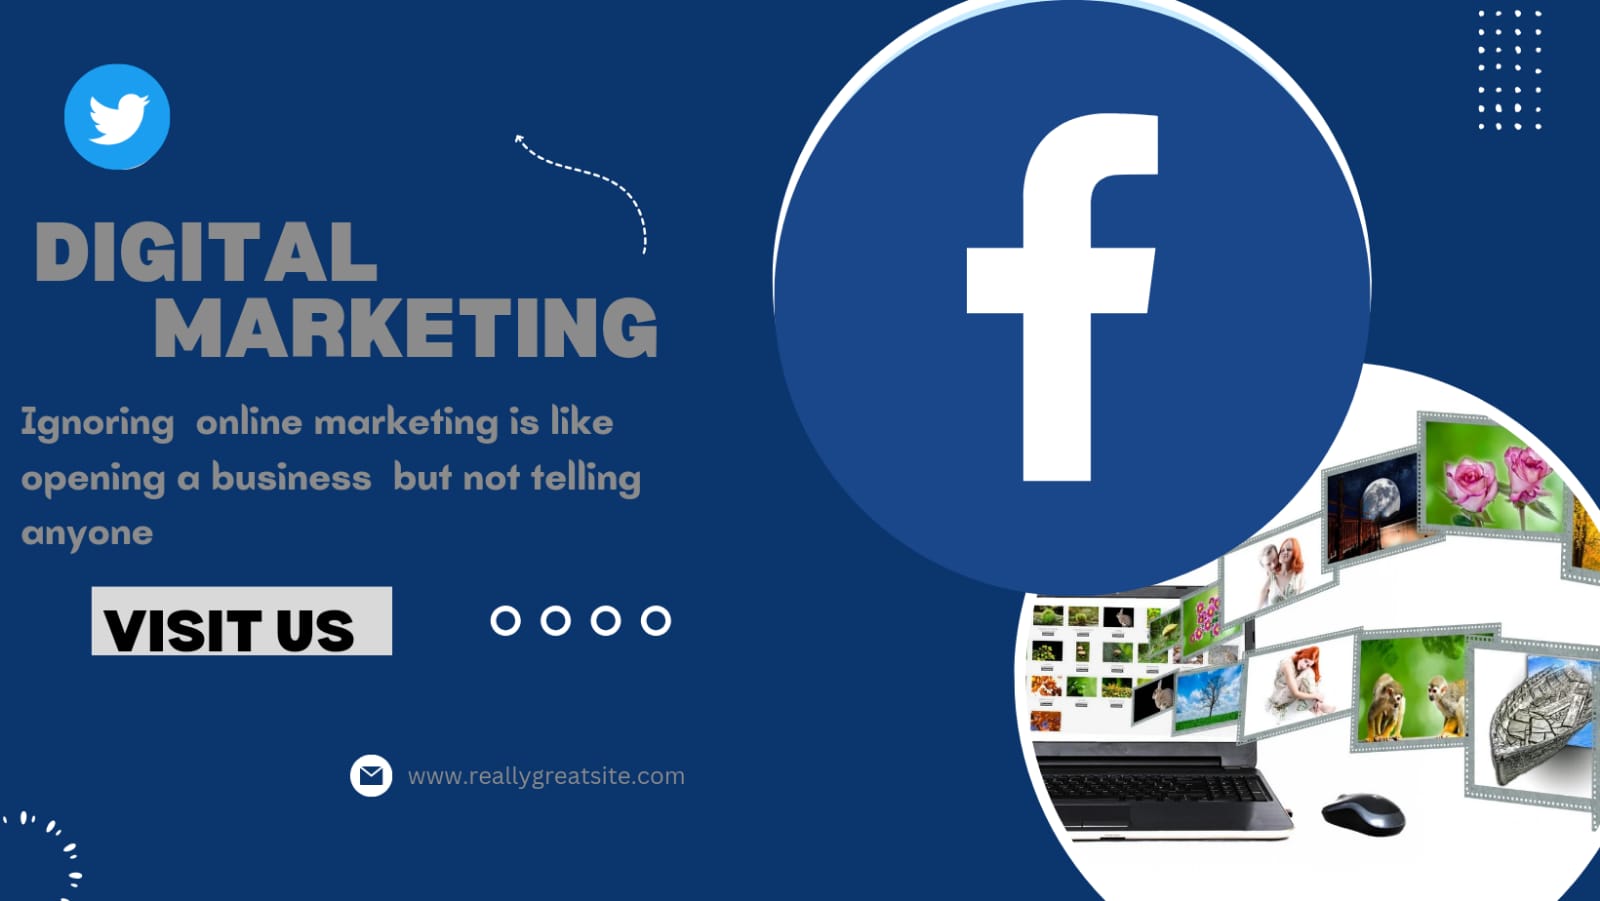 DIGITAL
MARKETING
Ignoring online marketing is like
opening a business but not telling
anyone
VISIT US
www.reallygreatsite.com